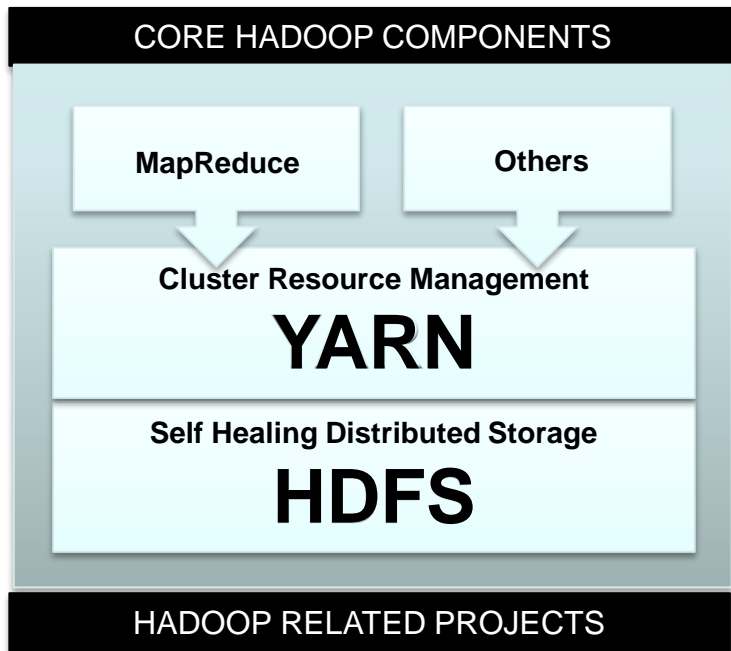 CORE HADOOP COMPONENTS
MapReduce
Others
Cluster Resource Management
YARN
Self Healing Distributed Storage
HDFS
HADOOP RELATED PROJECTS